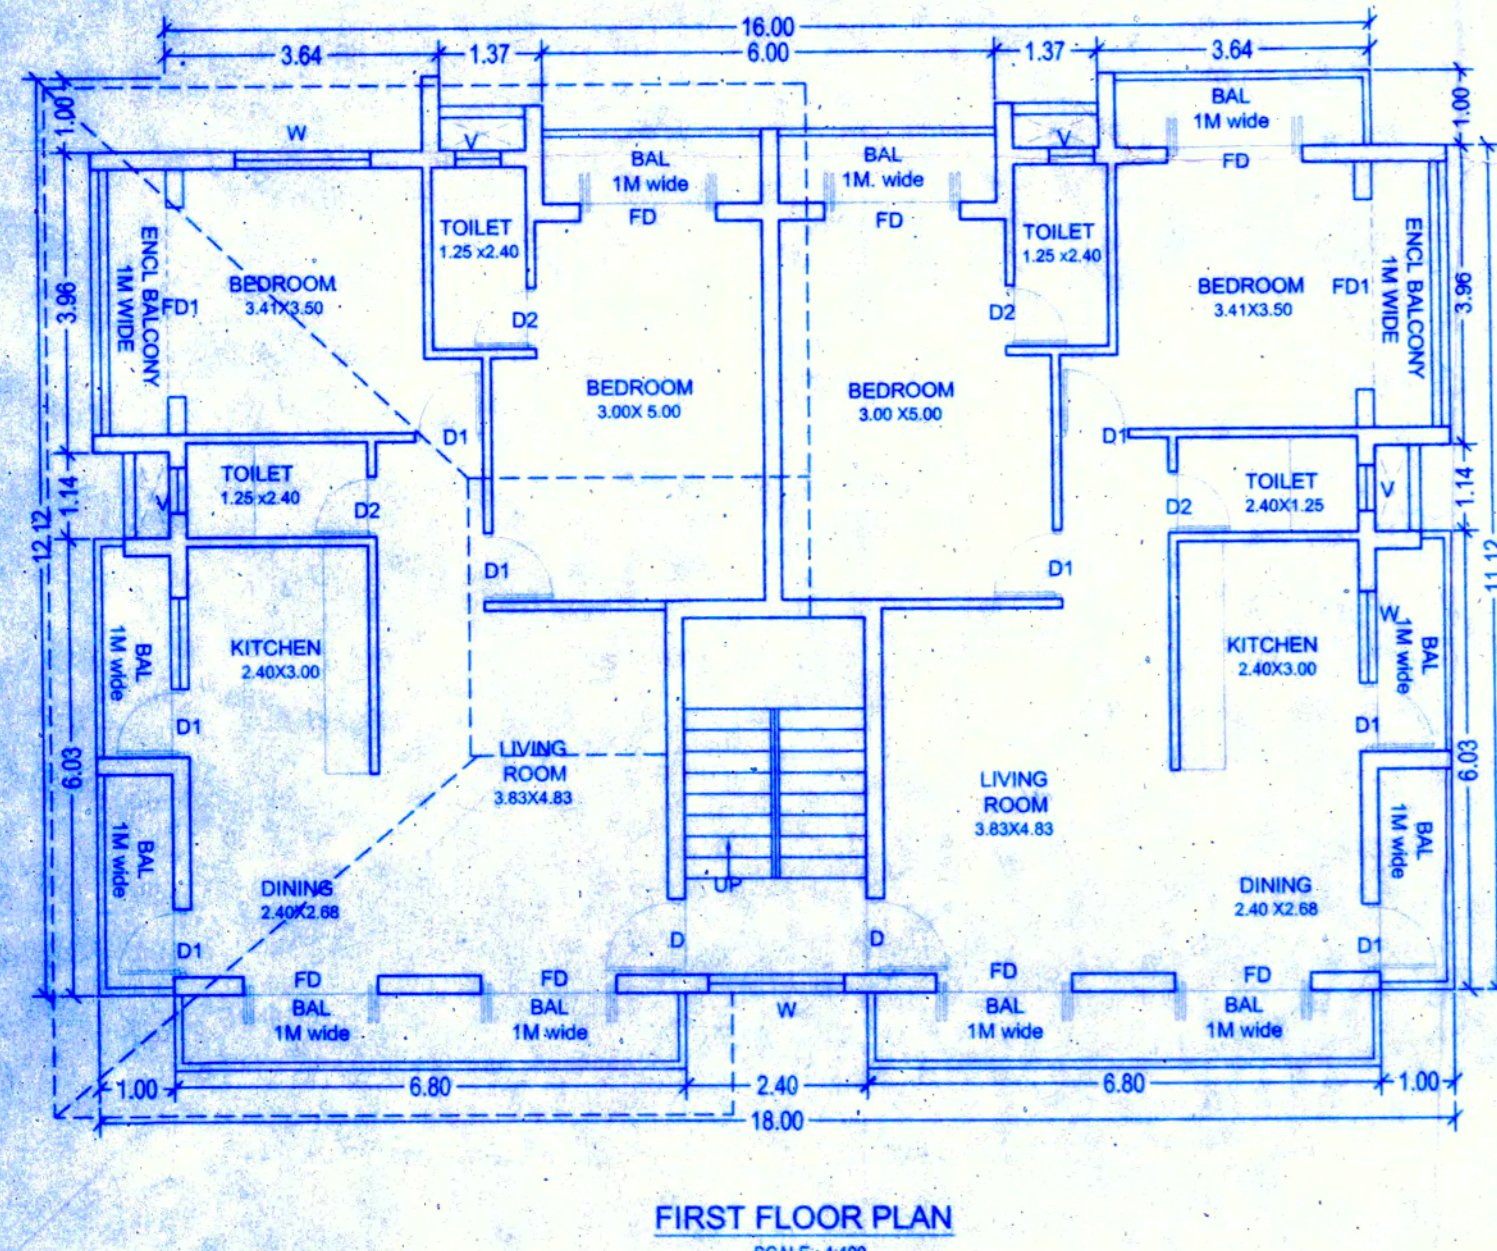 16.00
3.64 1.37 6.00 1.37 3.64
1.00
W
V
BAL
1M wide
FD
BAL
1M. wide
FD
V
BAL
1M wide
FD
1.00
TOILET
1.25 x2.40
TOILET
1.25 x2.40
ENCL BALCONY
1M WIDE
FD1
BEDROOM
3.41X3.50
D2
D2
BEDROOM
3.41X3.50
FD1
ENCL BALCONY
1M WIDE
3.96
3.96
BEDROOM
3.00X 5.00
BEDROOM
3.00 X5.00
D1
D1
12.12
1.14
V
TOILET
1.25 x2.40
D2
D2
TOILET
2.40X1.25
V
1.14
11.12
D1
D1
BAL
1M wide
KITCHEN
2.40X3.00
KITCHEN
2.40X3.00
W
BAL
1M wide
D1
D1
6.03
6.03
LIVING
ROOM
3.83X4.83
LIVING
ROOM
3.83X4.83
BAL
1M wide
BAL
1M wide
UP
DINING
2.40X2.68
DINING
2.40 X2.68
D1
D
D
D1
FD
FD
FD
FD
BAL
1M wide
BAL
1M wide
W
BAL
1M wide
BAL
1M wide
1.00 6.80 2.40 6.80 1.00
18.00
FIRST FLOOR PLAN